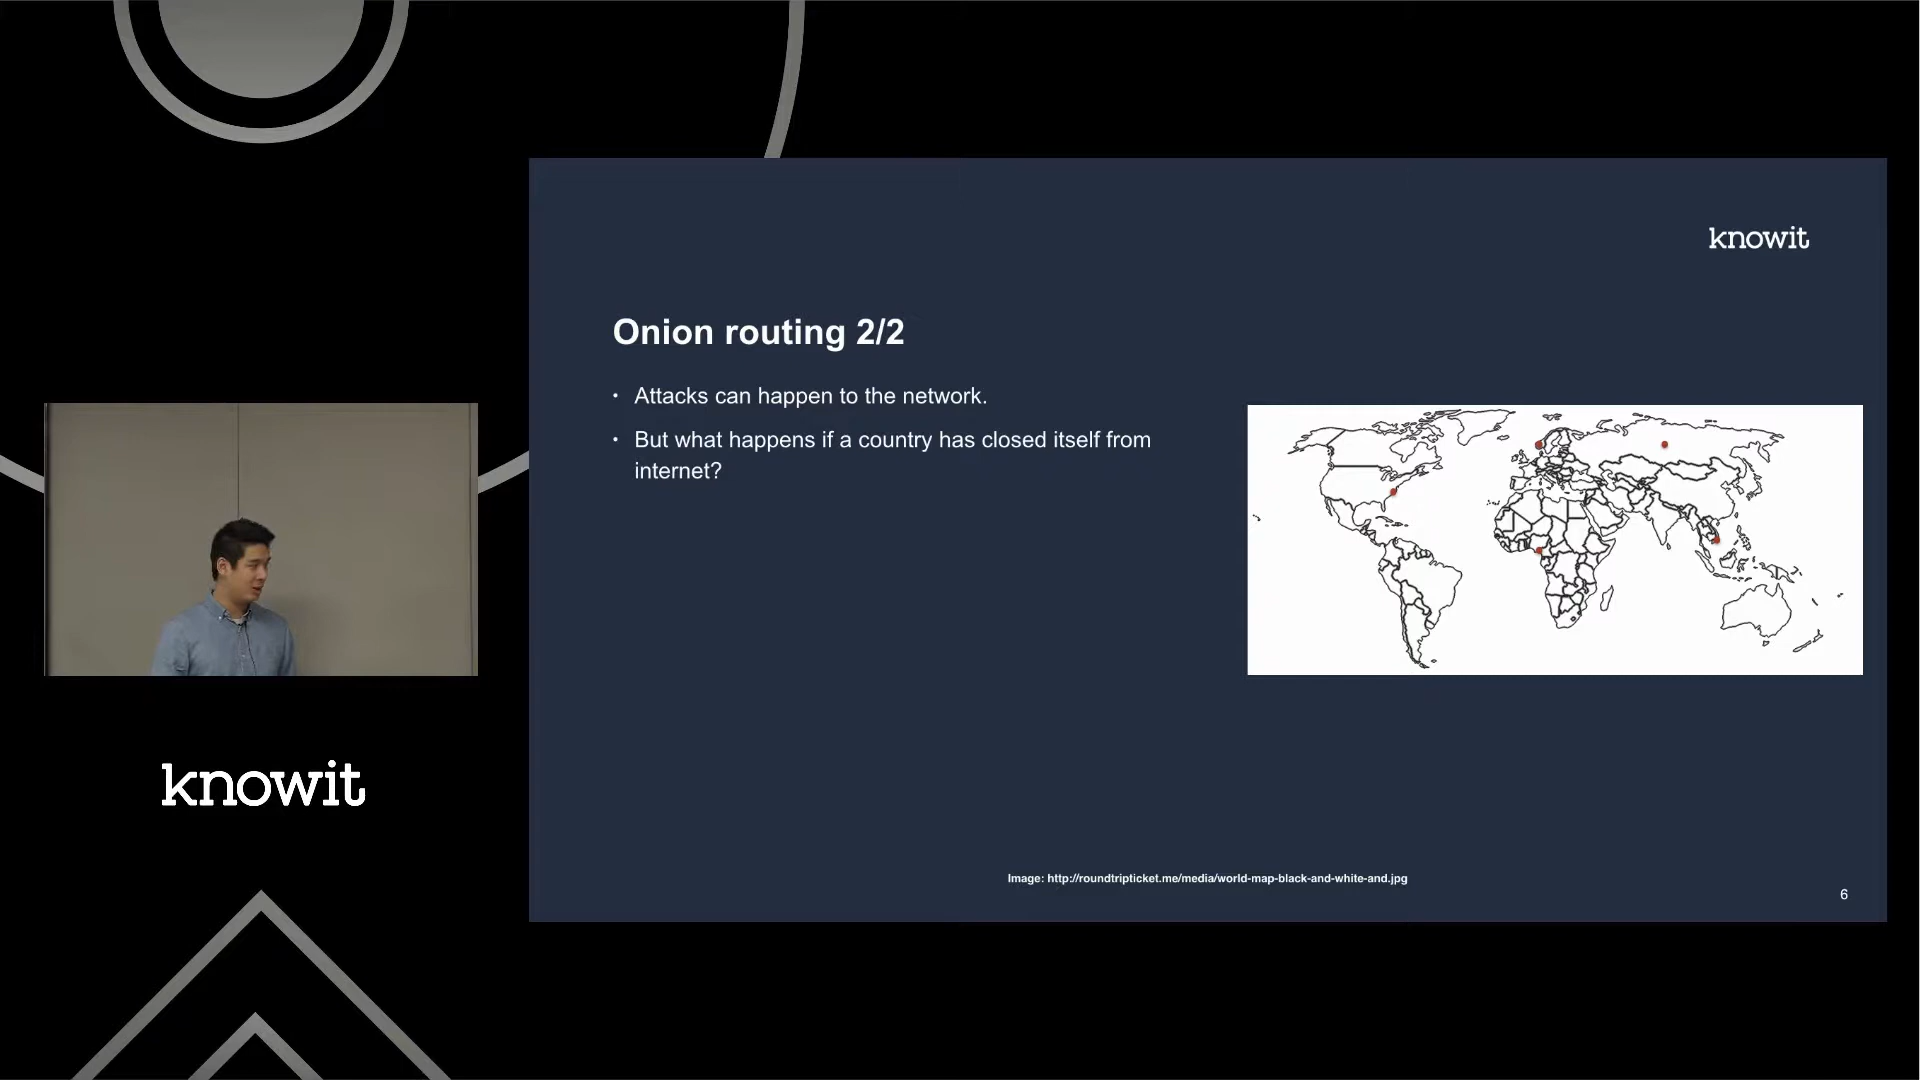 knowit
Onion routing 2/2
• Attacks can happen to the network.
• But what happens if a country has closed itself from
internet?
knowit
Image: http://roundtripticket.me/media/world-map-black-and-white-and.jpg
6